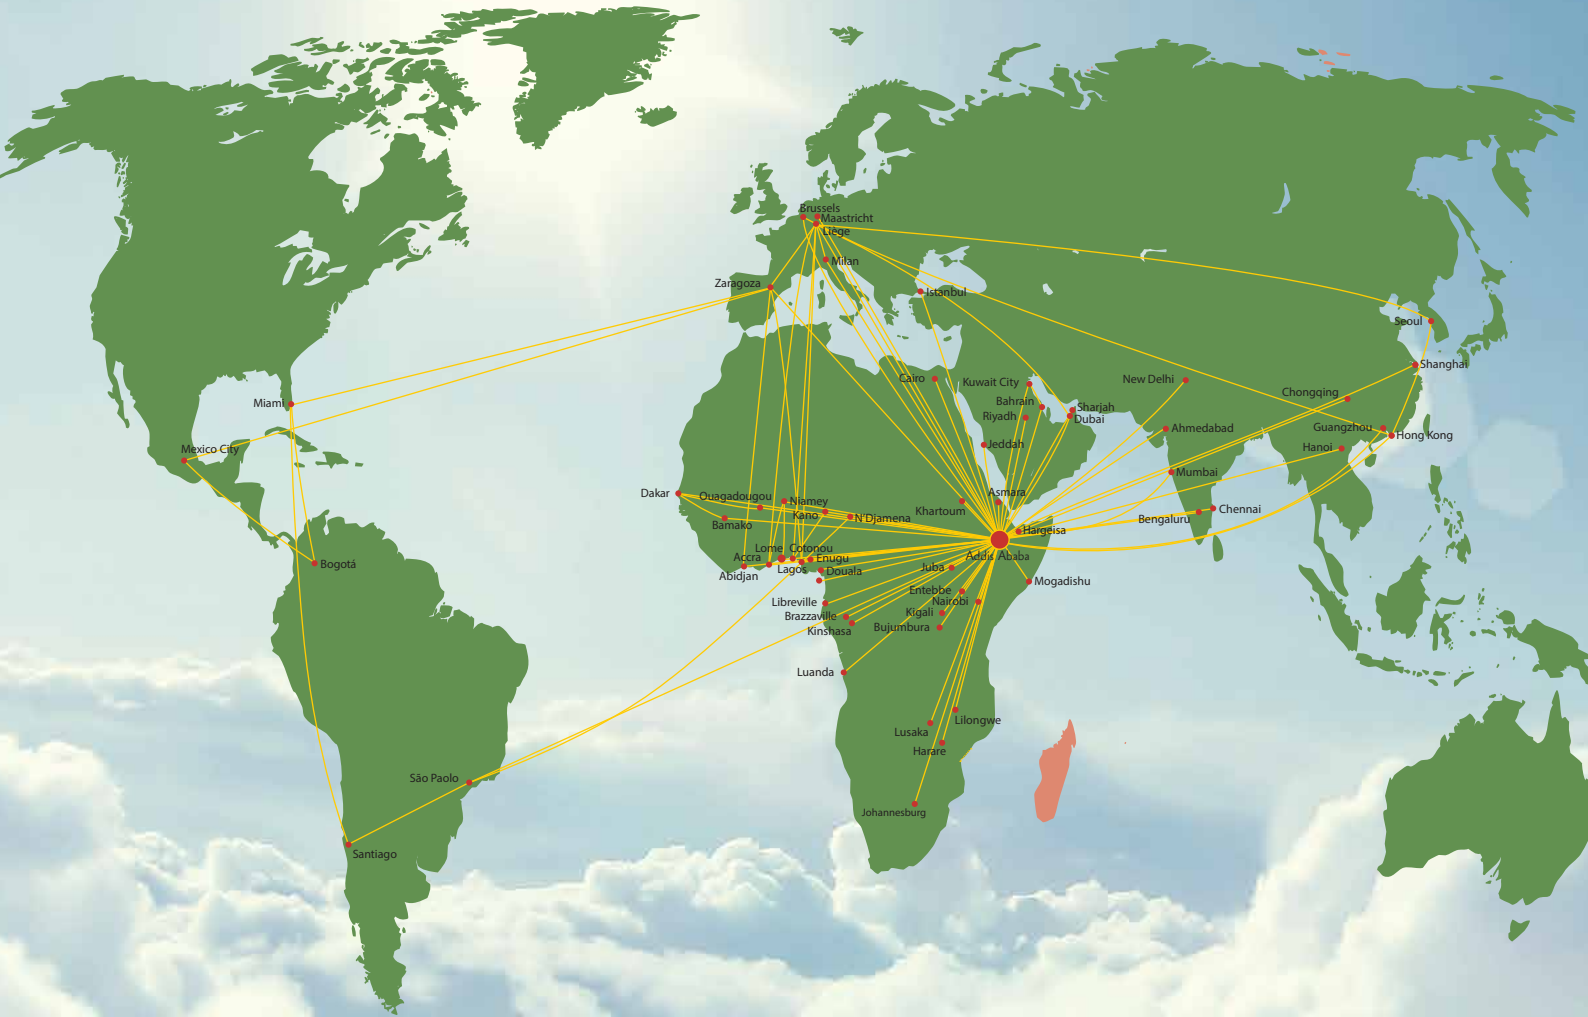 Brussels
Maastricht
Liège
Milan
Zaragoza
Istanbul
Seoul
Shanghai
Cairo
Kuwait City
New Delhi
Chongqing
Bahrain
Sharjah
Riyadh
Dubai
Miami
Ahmedabad
Guangzhou
Hong Kong
Jeddah
Hanoi
Mexico City
Mumbai
Dakar
Ouagadougou
Niamey
Asmara
Kano
N'Djamena
Khartoum
Chennai
Bamako
Bengaluru
Hargeisa
Lome
Cotonou
Accra
Enugu
Addis Ababa
Bogotá
Abidjan
Lagos
Douala
Juba
Mogadishu
Entebbe
Libreville
Nairobi
Brazzaville
Kigali
Kinshasa
Bujumbura
Luanda
Lilongwe
Lusaka
Harare
São Paolo
Johannesburg
Santiago